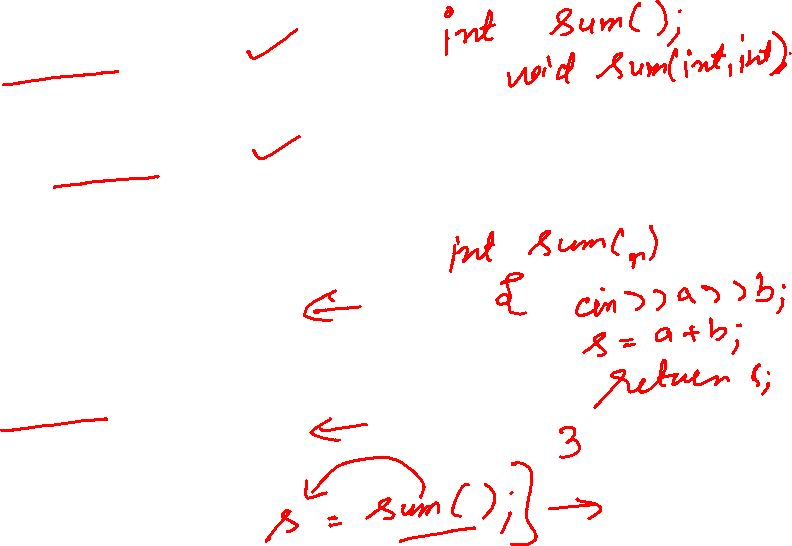 int sum();
void sum(int,int);
int sum()
{ cin>>a>>b;
s = a+b;
return s;
3
s = sum();} →